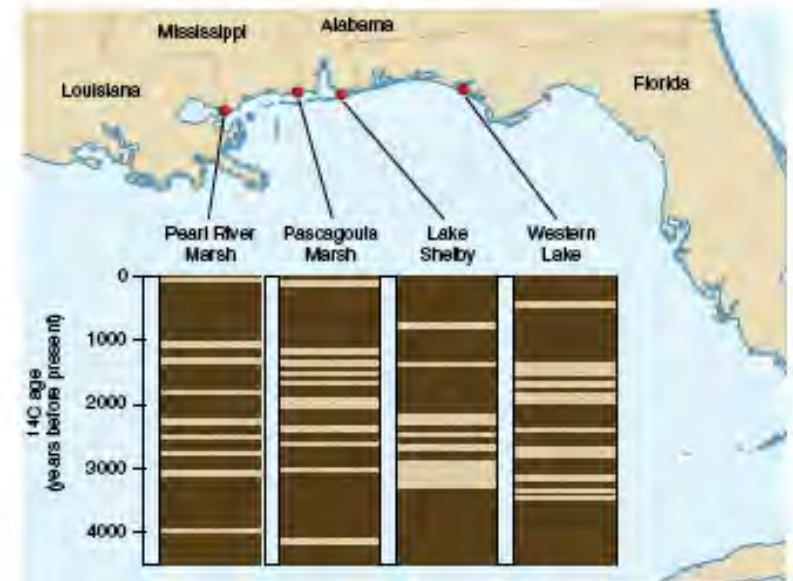 Mississippi
Alabama
Louisiana
Florida
Pearl River
Marsh
Pascagoula
Marsh
Lake
Shelby
Western
Lake
0
1000
2000
3000
4000
14C age
(years before present)